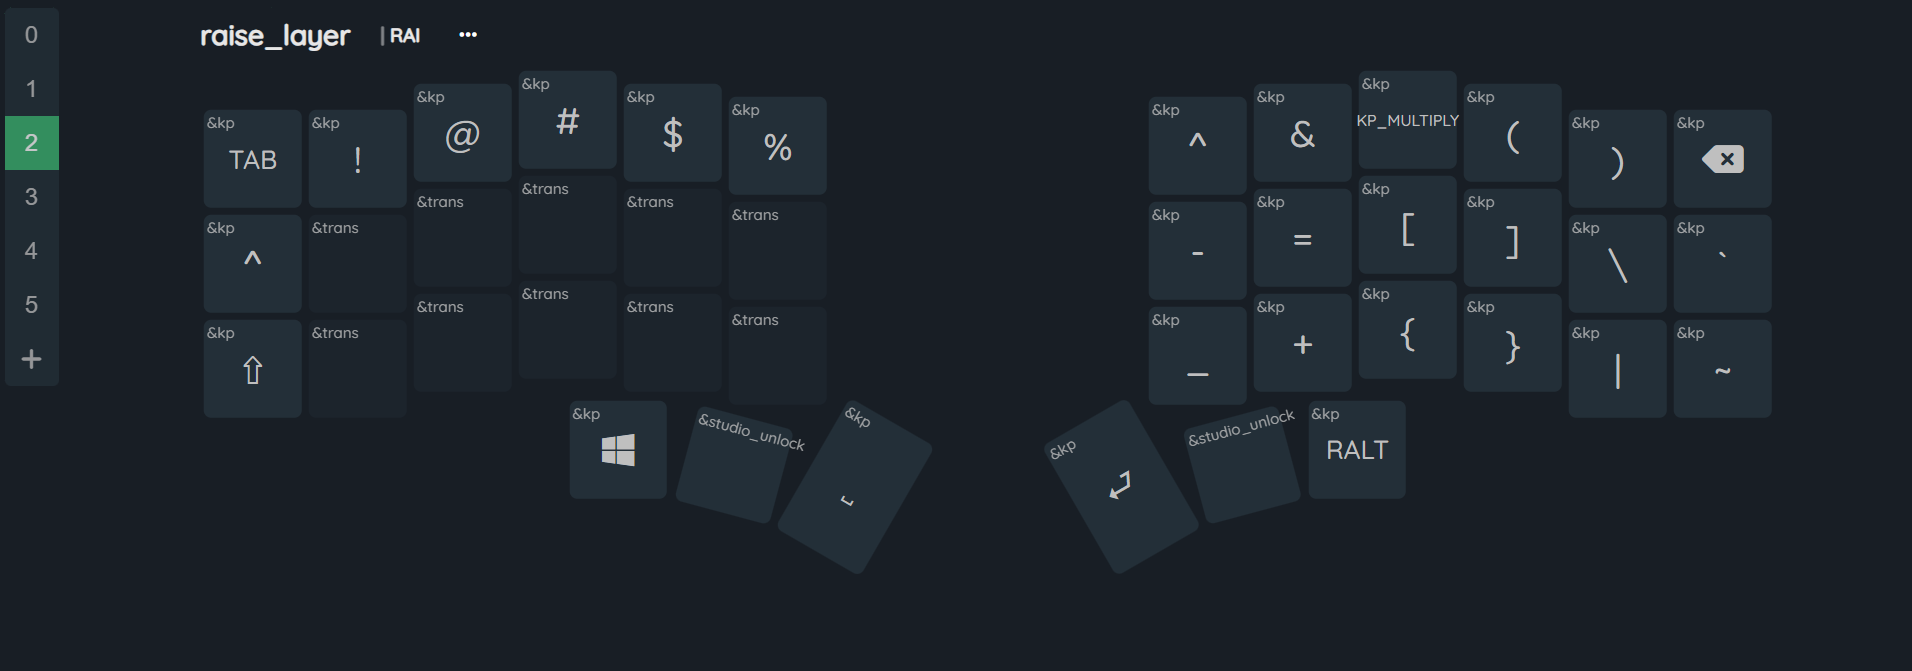 0
1
2
3
4
5
+
raise_layer | RAI ···
&kp TAB
&kp !
&kp @
&kp #
&kp $
&kp %
&kp ^
&kp &
&kp KP_MULTIPLY
&kp (
&kp )
&kp ⌫
&kp ^
&trans
&trans
&trans
&trans
&trans
&kp -
&kp =
&kp [
&kp ]
&kp \
&kp `
&kp ⇧
&trans
&trans
&trans
&trans
&trans
&kp _
&kp +
&kp {
&kp }
&kp |
&kp ~
&kp
&studio_unlock
&kp ⎵
&kp ⏎
&studio_unlock
&kp RALT